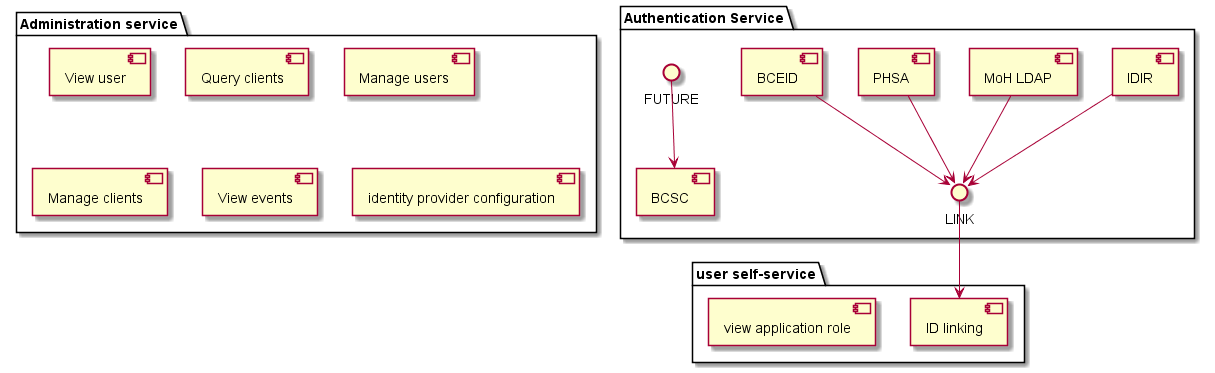 Administration service
View user
Query clients
Manage users
Manage clients
View events
identity provider configuration
Authentication Service
FUTURE
BCEID
PHSA
MoH LDAP
IDIR
BCSC
LINK
user self-service
view application role
ID linking